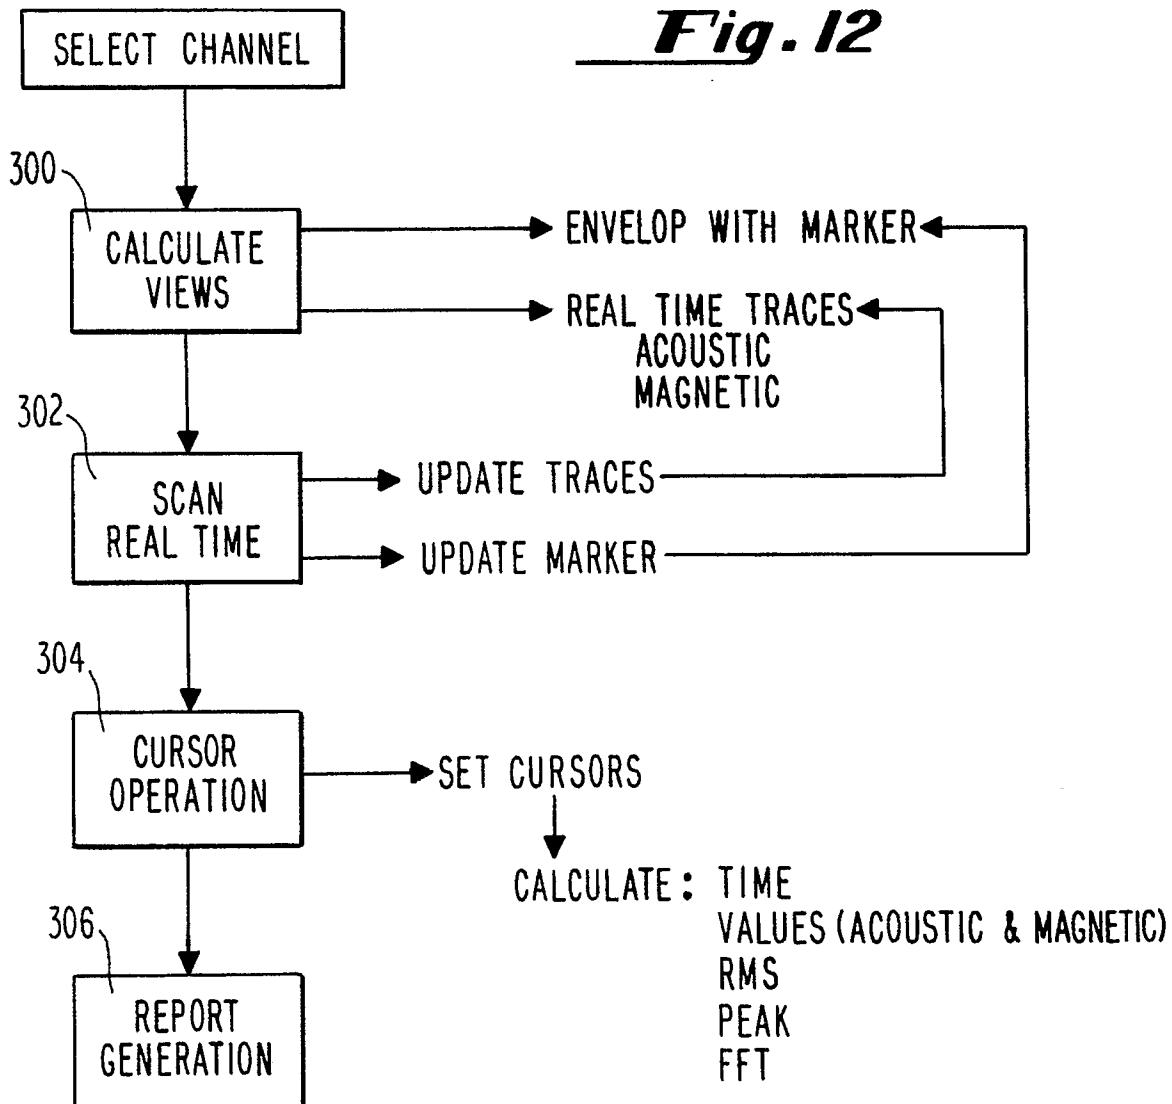 Fig. 12
SELECT CHANNEL
300
CALCULATE
VIEWS
ENVELOP WITH MARKER
REAL TIME TRACES
ACOUSTIC
MAGNETIC
302
SCAN
REAL TIME
UPDATE TRACES
UPDATE MARKER
304
CURSOR
OPERATION
SET CURSORS
CALCULATE: TIME
VALUES (ACOUSTIC & MAGNETIC)
RMS
PEAK
FFT
306
REPORT
GENERATION